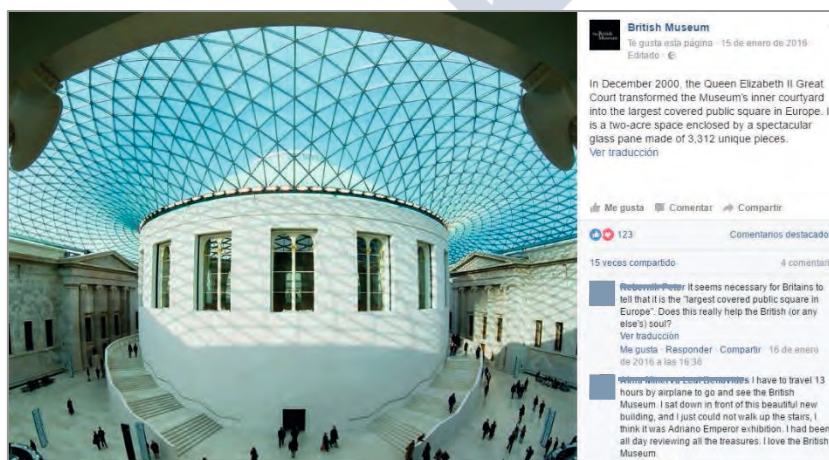 British Museum
Te gusta esta página · 15 de enero de 2016
Editado ·
In December 2000, the Queen Elizabeth II Great
Court transformed the Museum's inner courtyard
into the largest covered public square in Europe. I
is a two-acre space enclosed by a spectacular
glass pane made of 3,312 unique pieces.
Ver traducción
Me gusta Comentar Compartir
123 Comentarios destacado
15 veces compartido 4 comentari
It seems necessary for Britains to
tell that it is the "largest covered public square in
Europe". Does this really help the British (or any
else's) soul?
Ver traducción
Me gusta · Responder · Compartir · 16 de enero
de 2016 a las 16:36
I have to travel 13
hours by airplane to go and see the British
Museum. I sat down in front of this beautiful new
building, and I just could not walk up the stairs, I
think it was Adriano Emperor exhibition. I had been
all day reviewing all the treasures. I love the British
Museum.